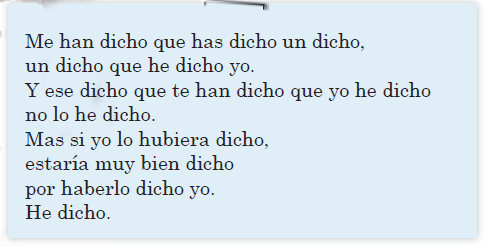 Me han dicho que has dicho un dicho,
un dicho que he dicho yo.
Y ese dicho que te han dicho que yo he dicho
no lo he dicho.
Mas si yo lo hubiera dicho,
estaría muy bien dicho
por haberlo dicho yo.
He dicho.